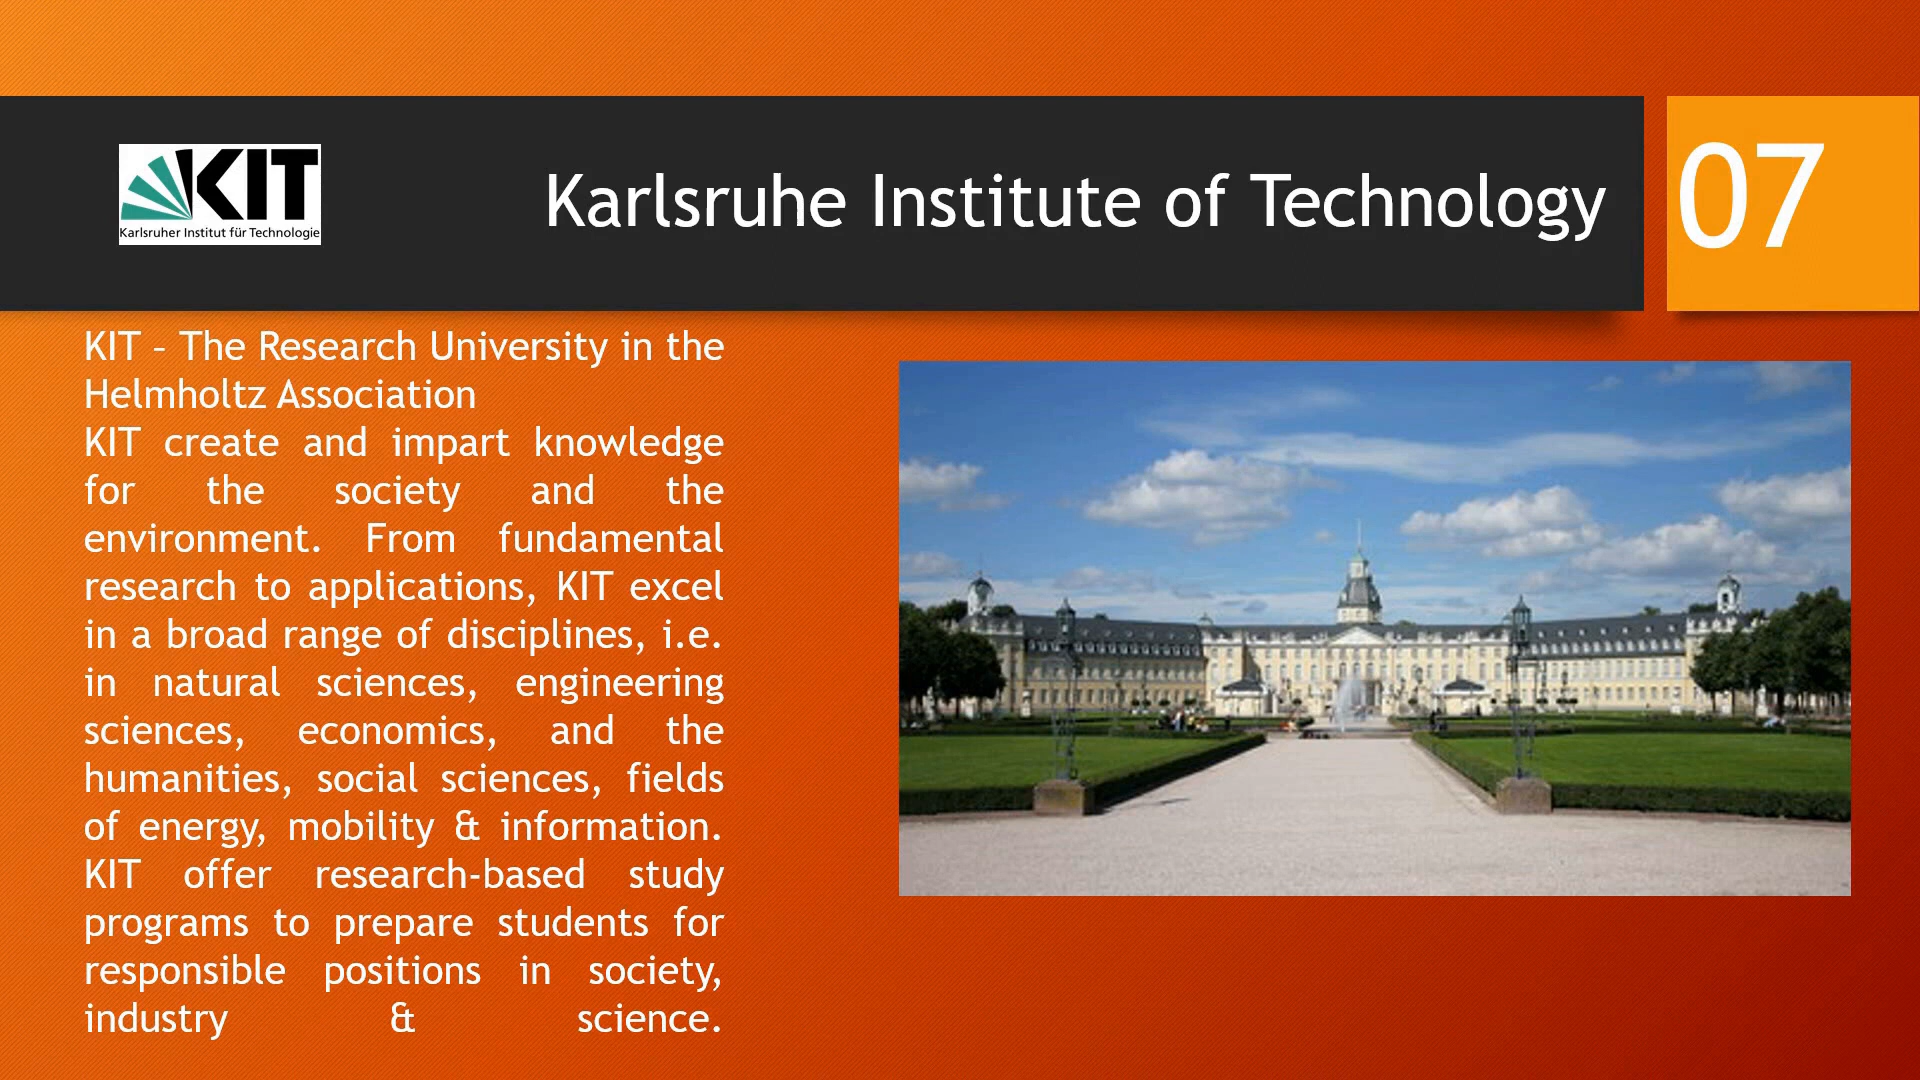 KIT
Karlsruher Institut für Technologie
Karlsruhe Institute of Technology
07
KIT – The Research University in the
Helmholtz Association
KIT create and impart knowledge
for the society and the
environment. From fundamental
research to applications, KIT excel
in a broad range of disciplines, i.e.
in natural sciences, engineering
sciences, economics, and the
humanities, social sciences, fields
of energy, mobility & information.
KIT offer research-based study
programs to prepare students for
responsible positions in society,
industry & science.